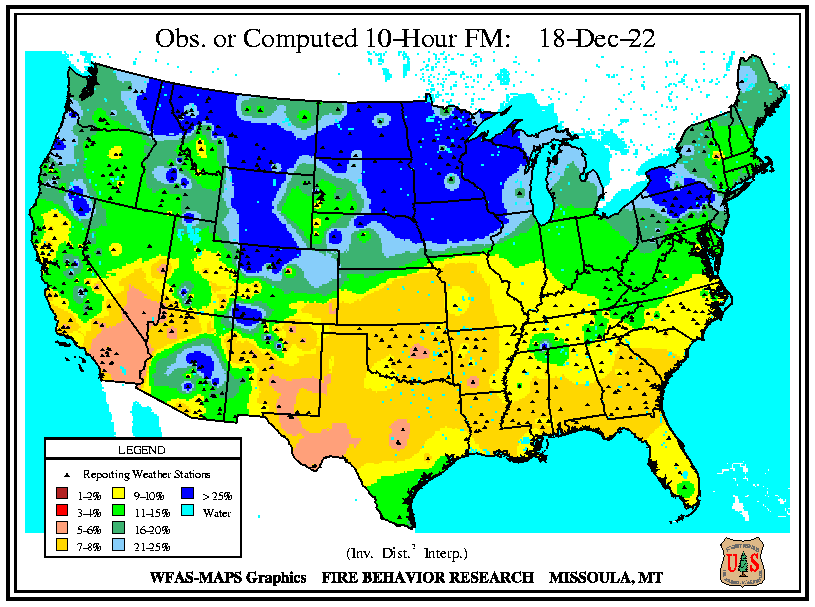 Obs. or Computed 10-Hour FM: 18-Dec-22
LEGEND
Reporting Weather Stations
1-2% 9-10% > 25%
3-4% 11-15% Water
5-6% 16-20%
7-8% 21-25%
(Inv. Dist.² Interp.)
WFAS-MAPS Graphics FIRE BEHAVIOR RESEARCH MISSOULA, MT
U S